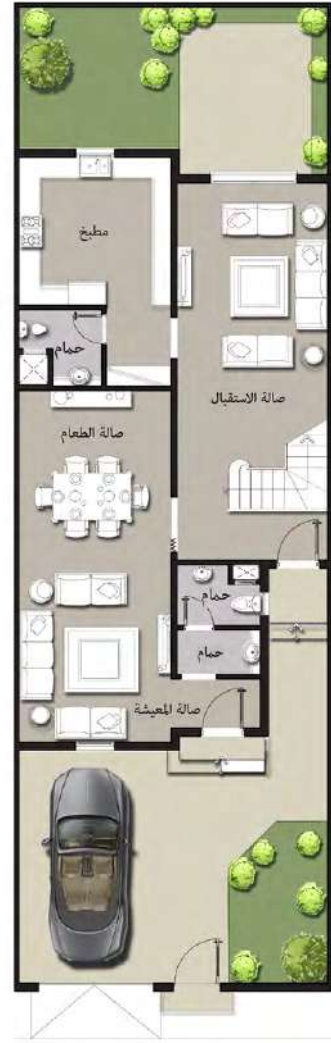 مطبخ
حمام
صالة الاستقبال
صالة الطعام
حمام
حمام
صالة المعيشة